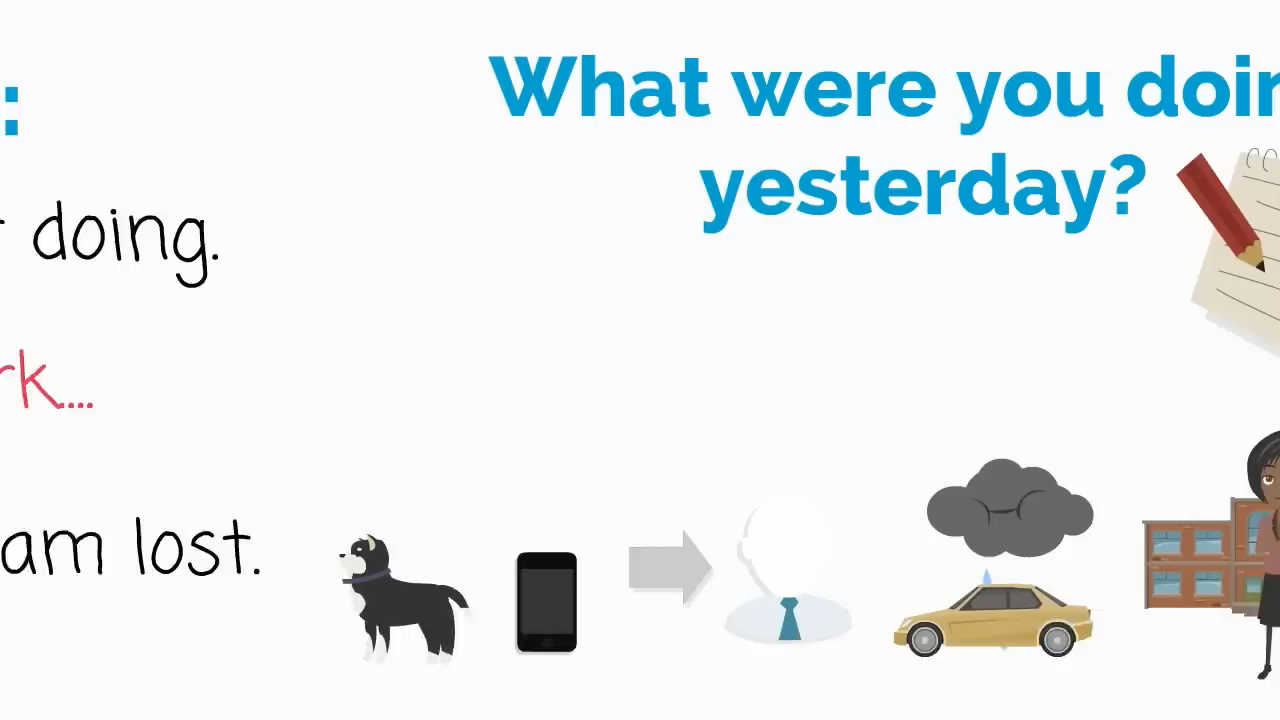 :
doing.
rk....
am lost.
What were you doin
yesterday?